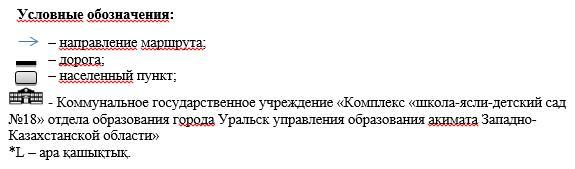 Условные обозначения:
– направление маршрута;
– дорога;
– населенный пункт;
- Коммунальное государственное учреждение «Комплекс «школа-ясли-детский сад
№18» отдела образования города Уральск управления образования акимата Западно-
Казахстанской области»
*L – ара қашықтық.